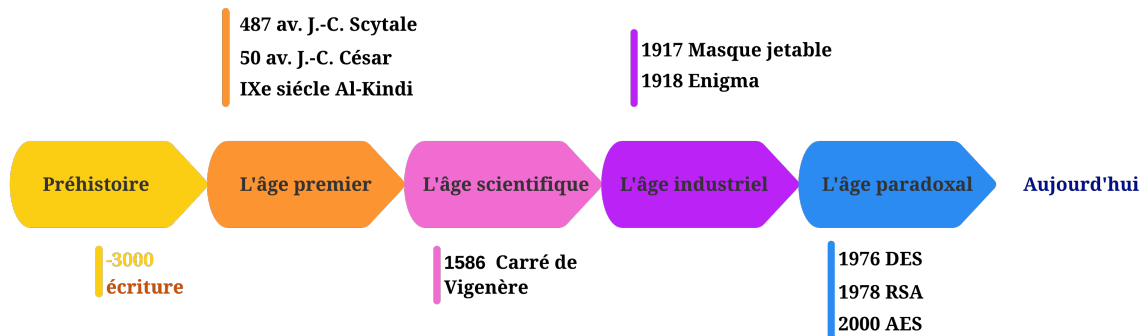 487 av. J.-C. Scytale
50 av. J.-C. César
IXe siécle Al-Kindi
1917 Masque jetable
1918 Enigma
Préhistoire
L'âge premier
L'âge scientifique
L'âge industriel
L'âge paradoxal
Aujourd'hui
-3000
écriture
1586 Carré de
Vigenère
1976 DES
1978 RSA
2000 AES